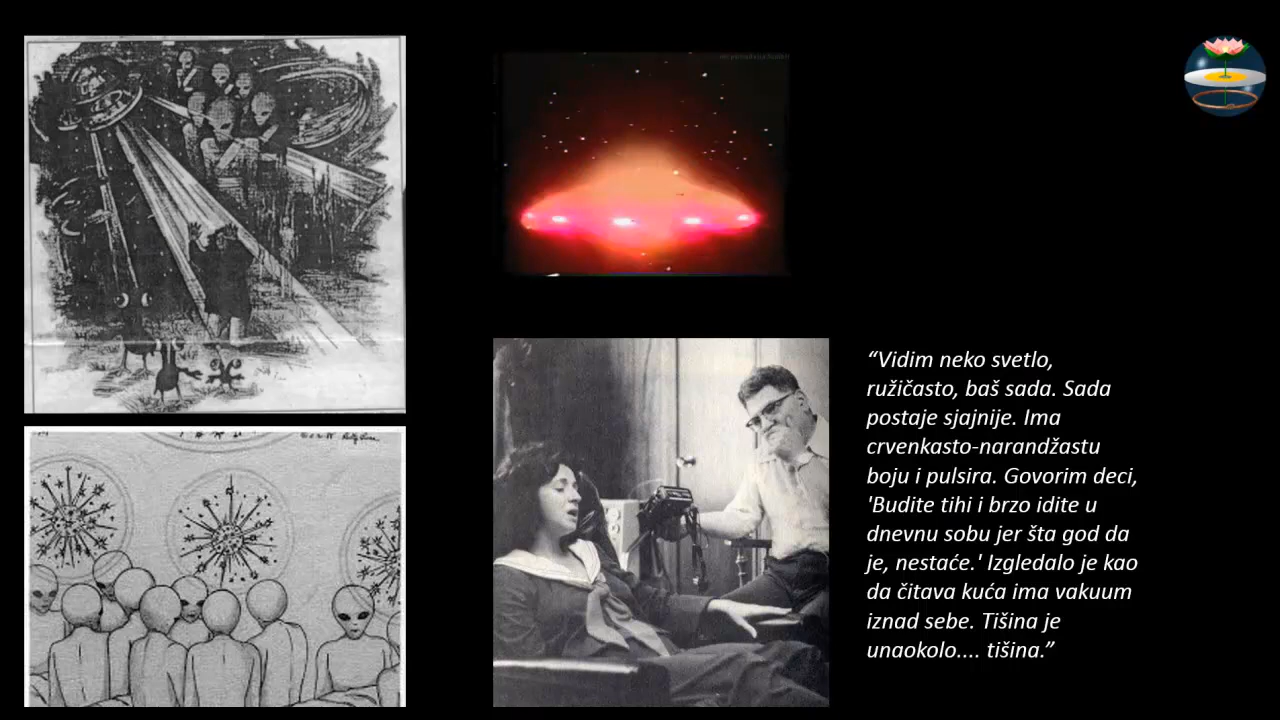 “Vidim neko svetlo,
ružičasto, baš sada. Sada
postaje sjajnije. Ima
crvenkasto-narandžastu
boju i pulsira. Govorim deci,
'Budite tihi i brzo idite u
dnevnu sobu jer šta god da
je, nestaće.' Izgledalo je kao
da čitava kuća ima vakuum
iznad sebe. Tišina je
unaokolo.... tišina.”